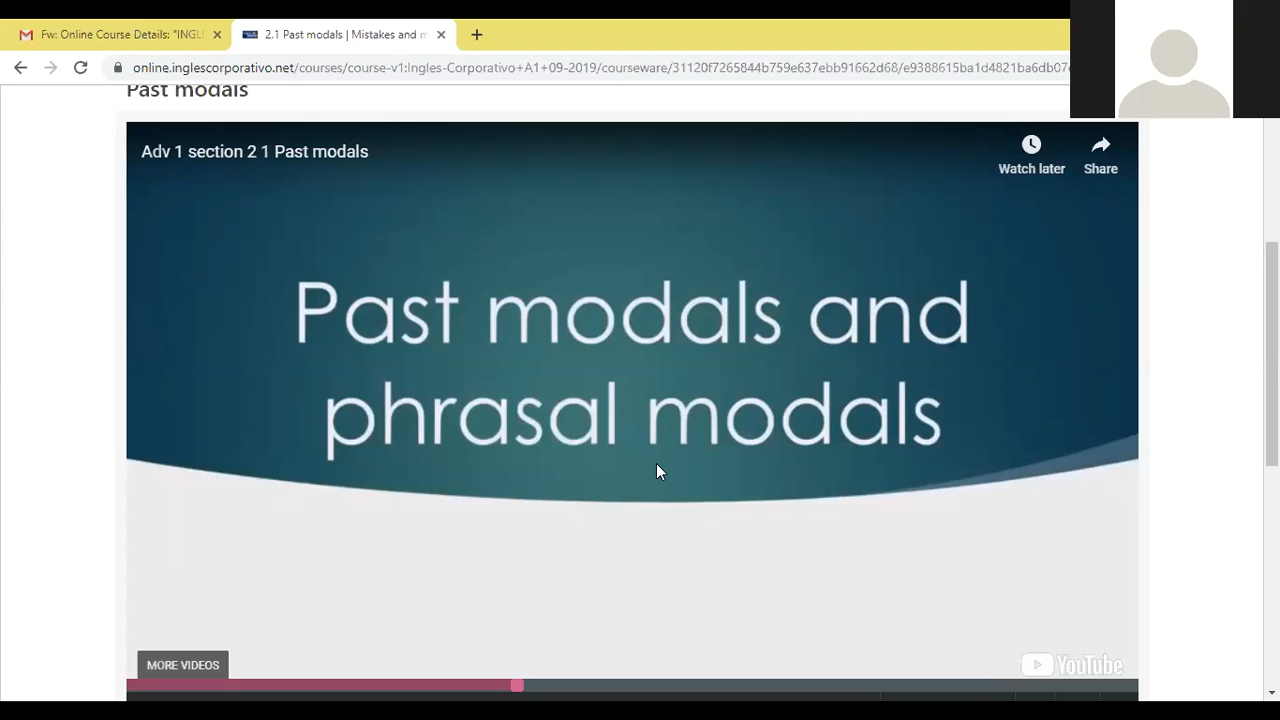 Fw: Online Course Details: "INGL
2.1 Past modals | Mistakes and m
online.inglescorporativo.net/courses/course-v1:Ingles-Corporativo+A1+09-2019/courseware/31120f7265844b759e637ebb91662d68/e9388615ba1d4821ba6db07
Past modals
Adv 1 section 2 1 Past modals
Watch later
Share
Past modals and
phrasal modals
MORE VIDEOS
YouTube